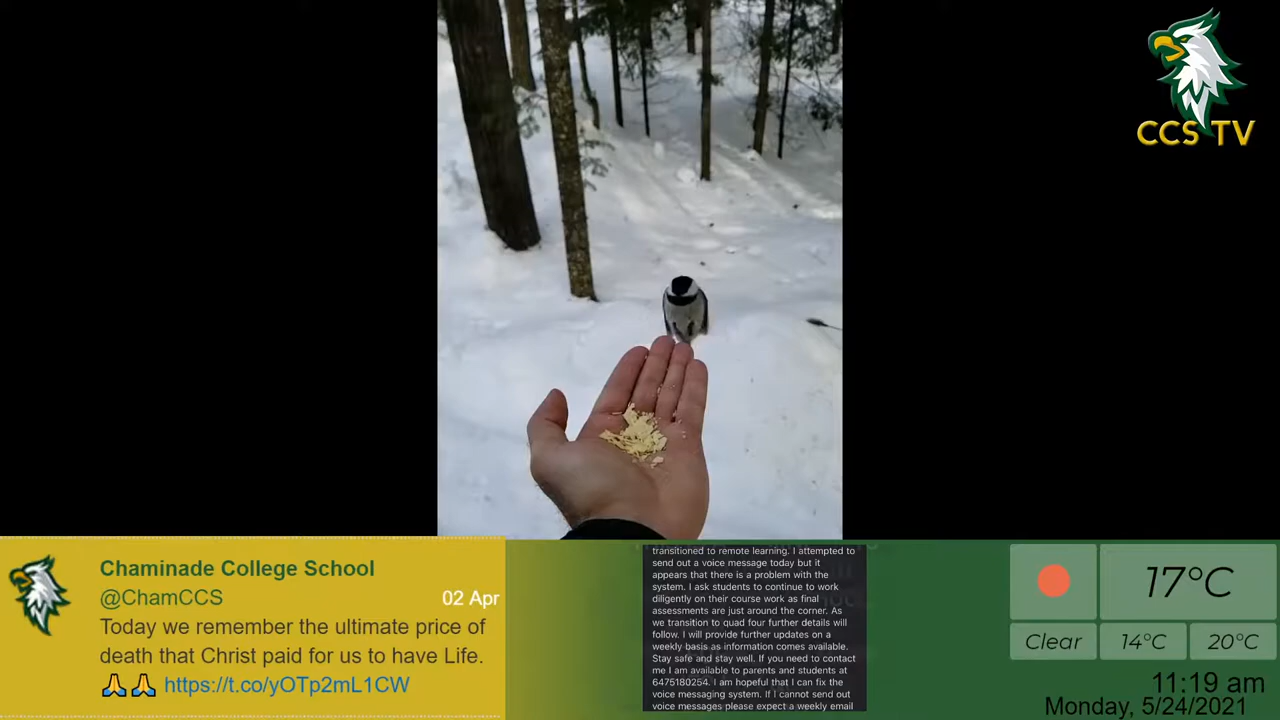 CCS TV
Chaminade College School
@ChamCCS
02 Apr
Today we remember the ultimate price of
death that Christ paid for us to have Life.
🙏🙏 https://t.co/yOTp2mL1CW
transitioned to remote learning. I attempted to
send out a voice message today but it
appears that there is a problem with the
system. I ask students to continue to work
diligently on their course work as final
assessments are just around the corner. As
we transition to quad four further details will
follow. I will provide further updates on a
weekly basis as information comes available.
Stay safe and stay well. If you need to contact
me I am available to parents and students at
6475180254. I am hopeful that I can fix the
voice messaging system. If I cannot send out
voice messages please expect a weekly email
17°C
Clear
14°C
20°C
11:19 am
Monday, 5/24/2021